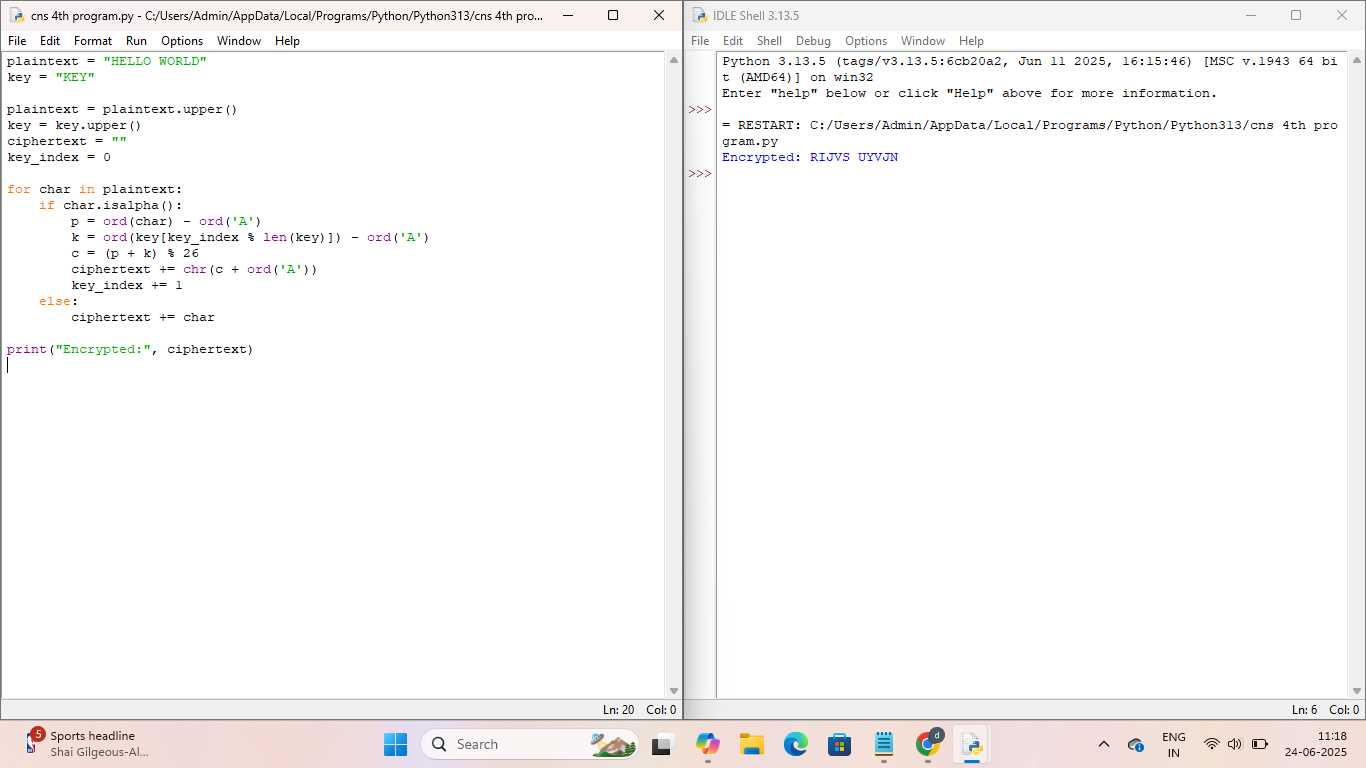 cns 4th program.py - C:/Users/Admin/AppData/Local/Programs/Python/Python313/cns 4th pro...
File Edit Format Run Options Window Help
plaintext = "HELLO WORLD"
key = "KEY"
plaintext = plaintext.upper()
key = key.upper()
ciphertext = ""
key_index = 0
for char in plaintext:
    if char.isalpha():
        p = ord(char) - ord('A')
        k = ord(key[key_index % len(key)]) - ord('A')
        c = (p + k) % 26
        ciphertext += chr(c + ord('A'))
        key_index += 1
    else:
        ciphertext += char
print("Encrypted:", ciphertext)
Ln: 20 Col: 0
IDLE Shell 3.13.5
File Edit Shell Debug Options Window Help
Python 3.13.5 (tags/v3.13.5:6cb20a2, Jun 11 2025, 16:15:46) [MSC v.1943 64 bi
t (AMD64)] on win32
Enter "help" below or click "Help" above for more information.
>>>
= RESTART: C:/Users/Admin/AppData/Local/Programs/Python/Python313/cns 4th pro
gram.py
Encrypted: RIJVS UYVJN
>>>
Ln: 6 Col: 0
5
Sports headline
Shai Gilgeous-Al...
Search
d
ENG
IN
11:18
24-06-2025